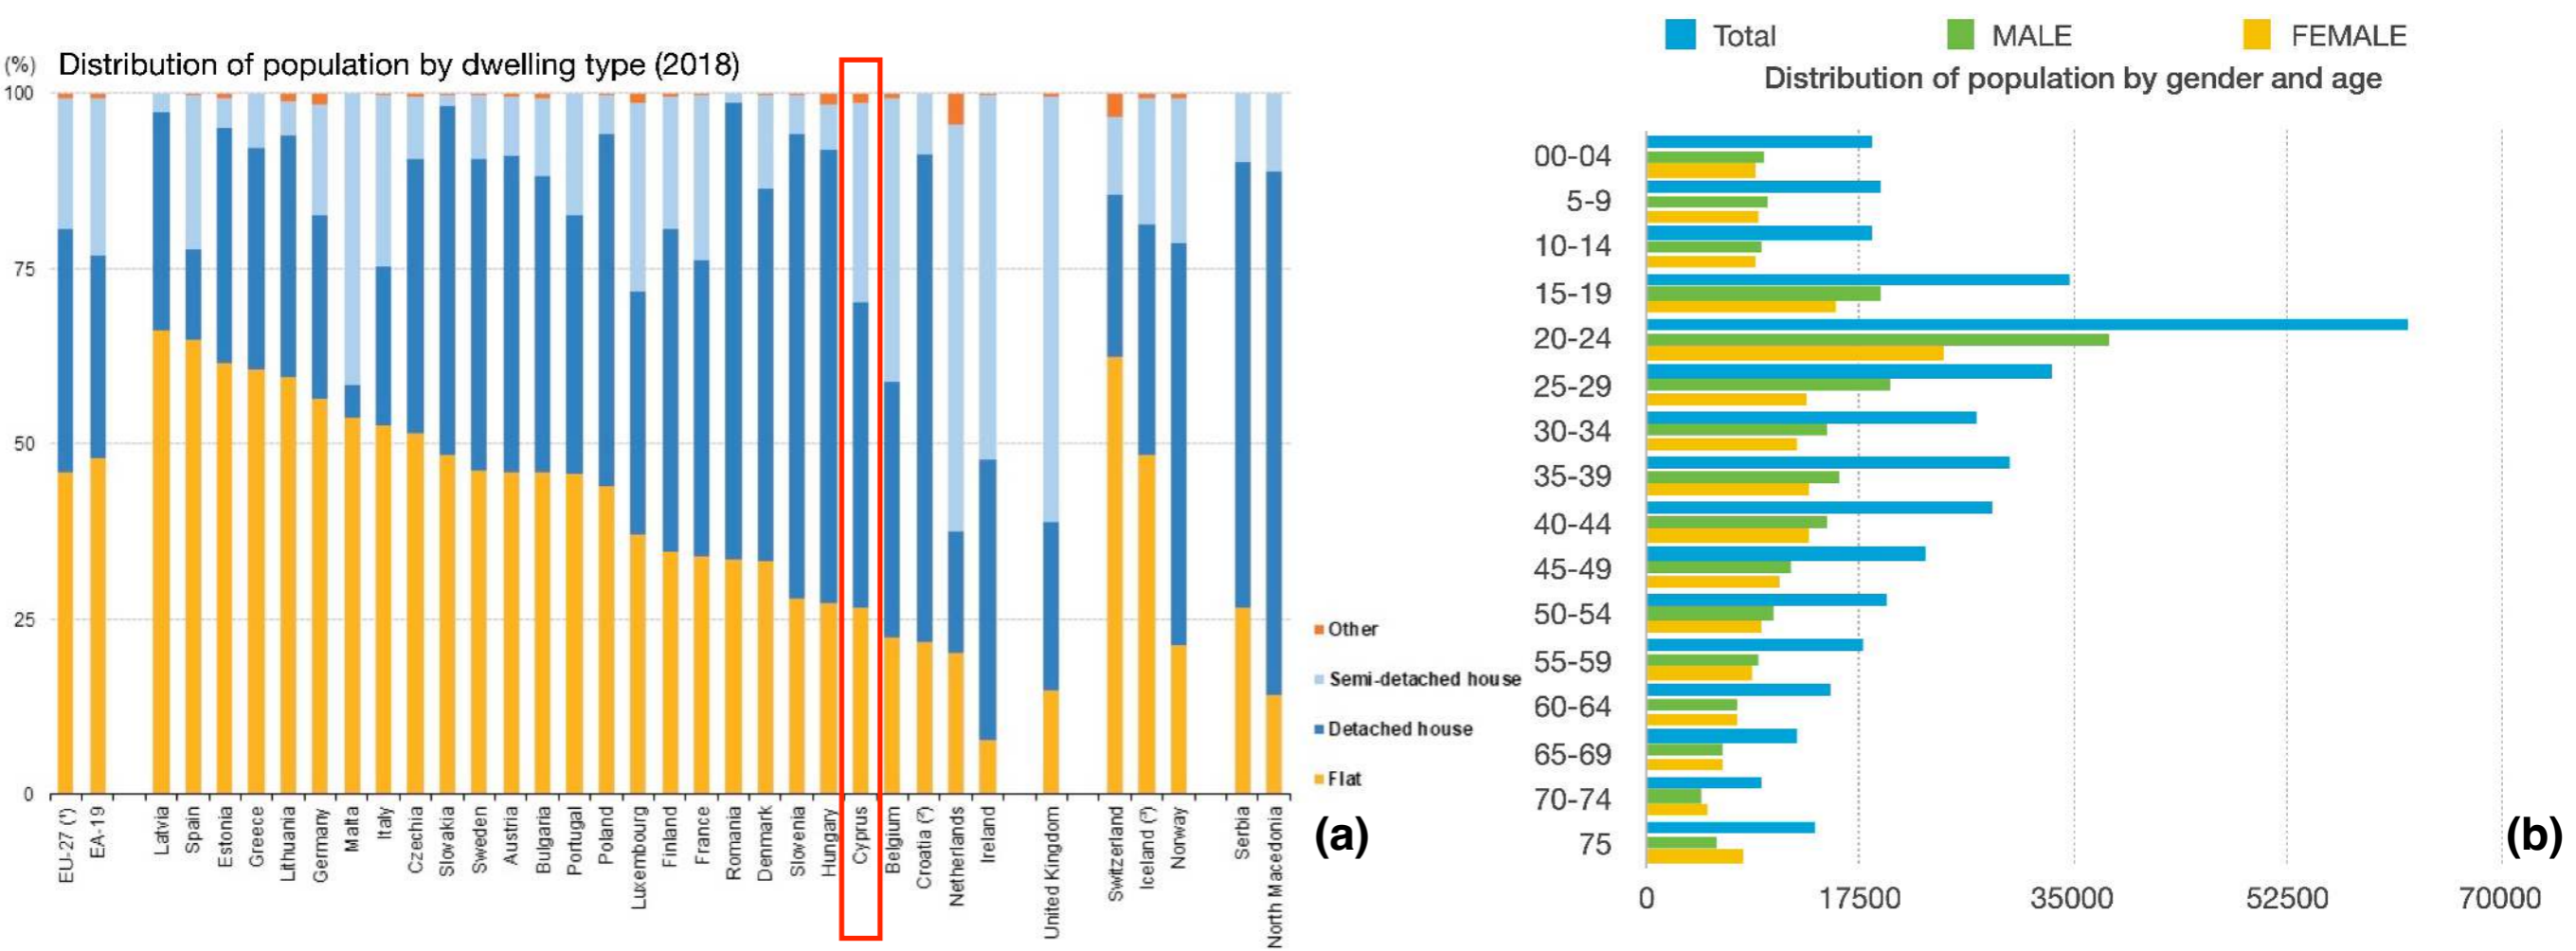 (%) Distribution of population by dwelling type (2018)
100
75
50
25
0
EU-27 (¹)
EA-19
Latvia
Spain
Estonia
Greece
Lithuania
Germany
Malta
Italy
Czechia
Slovakia
Sweden
Austria
Bulgaria
Portugal
Poland
Luxembourg
Finland
France
Romania
Denmark
Slovenia
Hungary
Cyprus
Belgium
Croatia (²)
Netherlands
Ireland
United Kingdom
Switzerland
Iceland (³)
Norway
Serbia
North Macedonia
Other
Semi-detached house
Detached house
Flat
(a)
Total MALE FEMALE
Distribution of population by gender and age
00-04
5-9
10-14
15-19
20-24
25-29
30-34
35-39
40-44
45-49
50-54
55-59
60-64
65-69
70-74
75
0 17500 35000 52500 70000
(b)